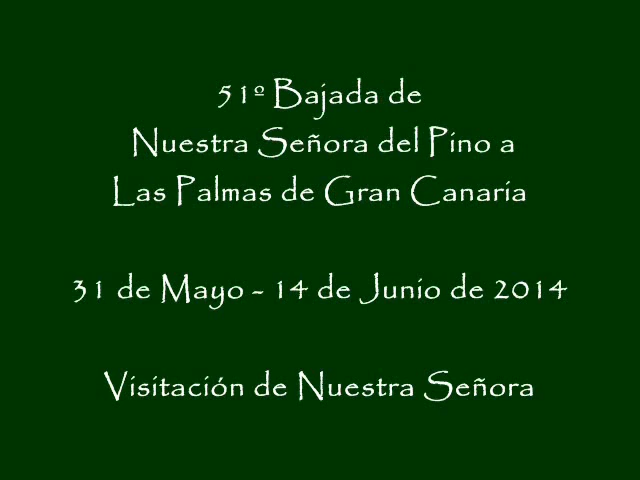 51º Bajada de
Nuestra Señora del Pino a
Las Palmas de Gran Canaria
31 de Mayo - 14 de Junio de 2014
Visitación de Nuestra Señora